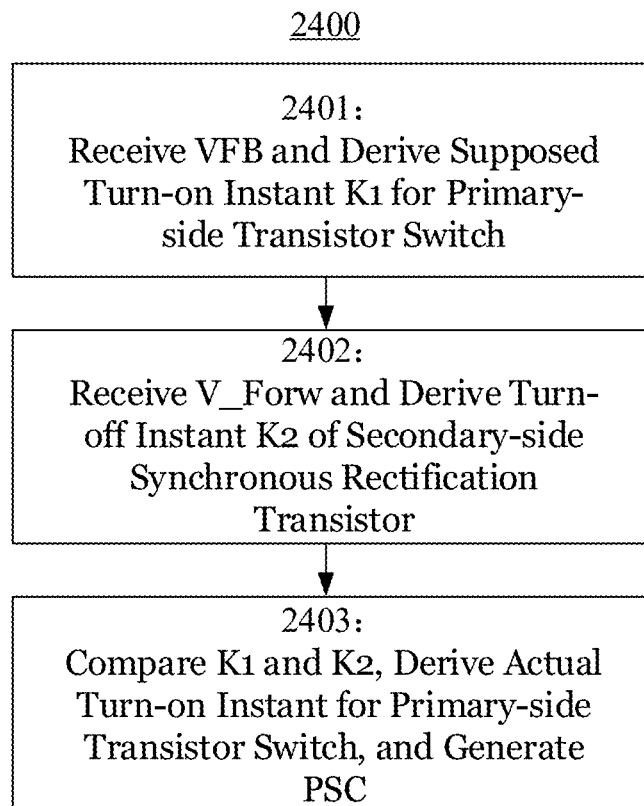 2400
2401:
Receive VFB and Derive Supposed
Turn-on Instant K1 for Primary-
side Transistor Switch
2402:
Receive V_Forw and Derive Turn-
off Instant K2 of Secondary-side
Synchronous Rectification
Transistor
2403:
Compare K1 and K2, Derive Actual
Turn-on Instant for Primary-side
Transistor Switch, and Generate
PSC